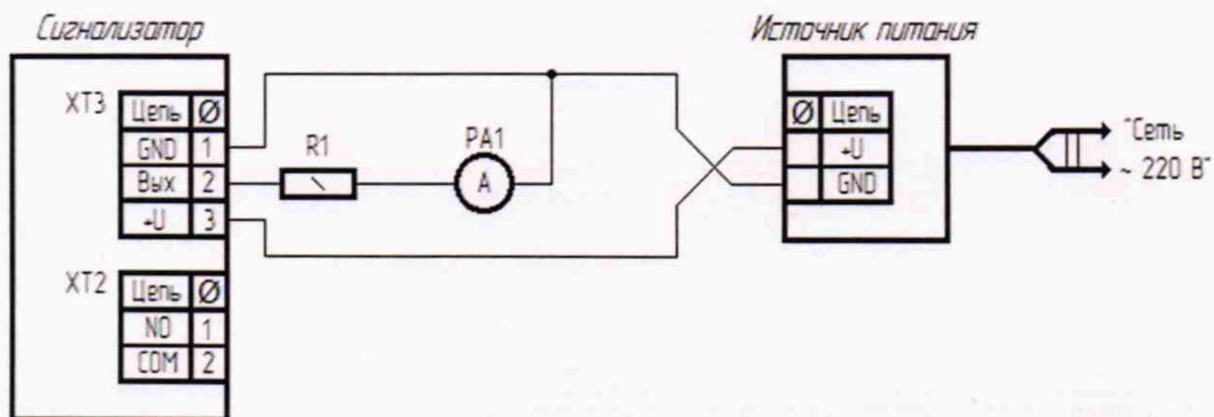 Сигнализатор
Источник питания
XT3
Цепь Ø
GND 1
Вых 2
+U 3
R1
PA1
A
Ø Цепь
+U
GND
"Сеть
~ 220 В"
XT2
Цепь Ø
NO 1
COM 2